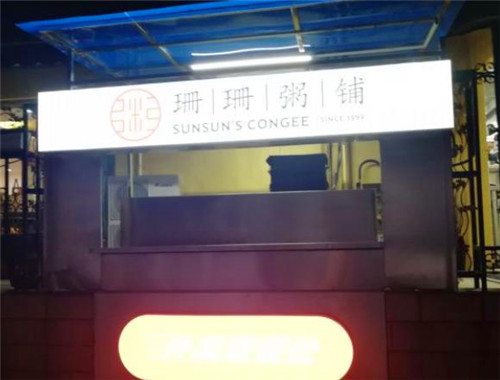 珊|珊|粥|铺
SUNSUN'S CONGEE SINCE 1999